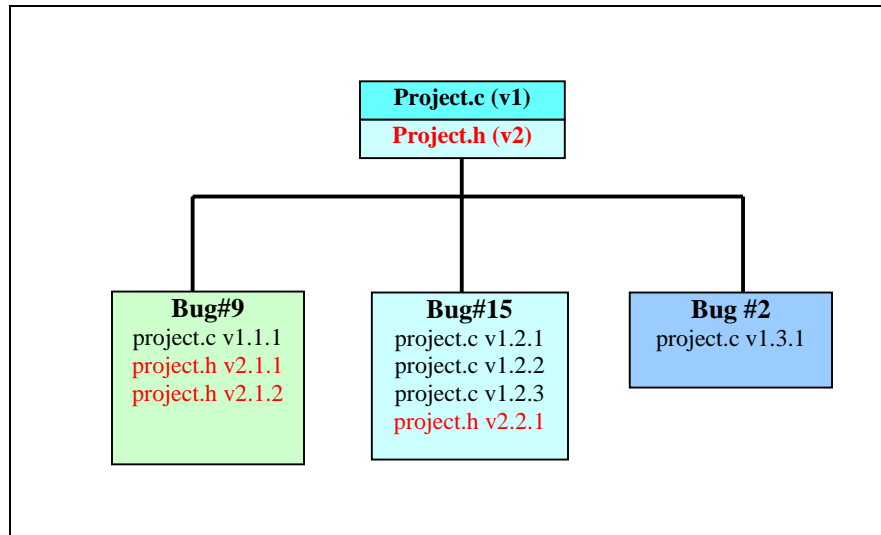 Project.c (v1)
Project.h (v2)
Bug#9
project.c v1.1.1
project.h v2.1.1
project.h v2.1.2
Bug#15
project.c v1.2.1
project.c v1.2.2
project.c v1.2.3
project.h v2.2.1
Bug #2
project.c v1.3.1